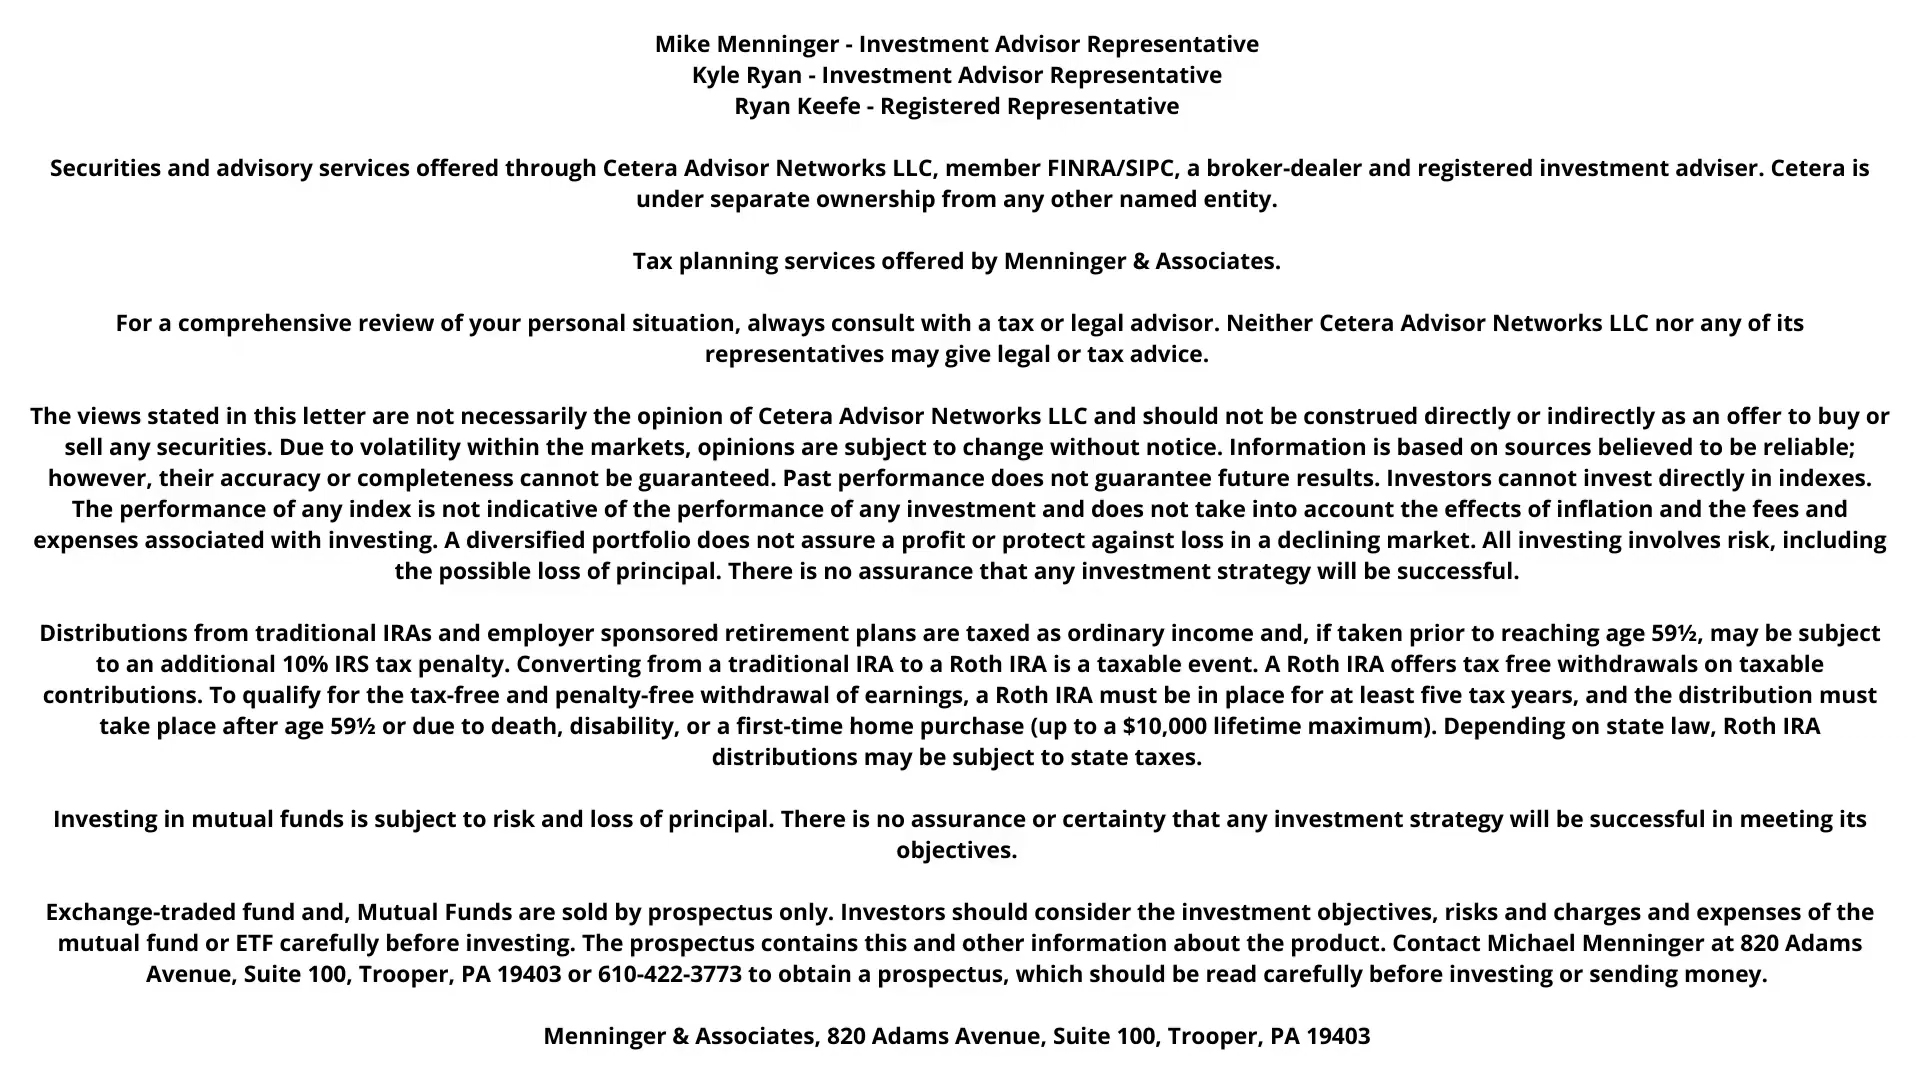 Mike Menninger - Investment Advisor Representative
Kyle Ryan - Investment Advisor Representative
Ryan Keefe - Registered Representative
Securities and advisory services offered through Cetera Advisor Networks LLC, member FINRA/SIPC, a broker-dealer and registered investment adviser. Cetera is
under separate ownership from any other named entity.
Tax planning services offered by Menninger & Associates.
For a comprehensive review of your personal situation, always consult with a tax or legal advisor. Neither Cetera Advisor Networks LLC nor any of its
representatives may give legal or tax advice.
The views stated in this letter are not necessarily the opinion of Cetera Advisor Networks LLC and should not be construed directly or indirectly as an offer to buy or
sell any securities. Due to volatility within the markets, opinions are subject to change without notice. Information is based on sources believed to be reliable;
however, their accuracy or completeness cannot be guaranteed. Past performance does not guarantee future results. Investors cannot invest directly in indexes.
The performance of any index is not indicative of the performance of any investment and does not take into account the effects of inflation and the fees and
expenses associated with investing. A diversified portfolio does not assure a profit or protect against loss in a declining market. All investing involves risk, including
the possible loss of principal. There is no assurance that any investment strategy will be successful.
Distributions from traditional IRAs and employer sponsored retirement plans are taxed as ordinary income and, if taken prior to reaching age 59½, may be subject
to an additional 10% IRS tax penalty. Converting from a traditional IRA to a Roth IRA is a taxable event. A Roth IRA offers tax free withdrawals on taxable
contributions. To qualify for the tax-free and penalty-free withdrawal of earnings, a Roth IRA must be in place for at least five tax years, and the distribution must
take place after age 59½ or due to death, disability, or a first-time home purchase (up to a $10,000 lifetime maximum). Depending on state law, Roth IRA
distributions may be subject to state taxes.
Investing in mutual funds is subject to risk and loss of principal. There is no assurance or certainty that any investment strategy will be successful in meeting its
objectives.
Exchange-traded fund and, Mutual Funds are sold by prospectus only. Investors should consider the investment objectives, risks and charges and expenses of the
mutual fund or ETF carefully before investing. The prospectus contains this and other information about the product. Contact Michael Menninger at 820 Adams
Avenue, Suite 100, Trooper, PA 19403 or 610-422-3773 to obtain a prospectus, which should be read carefully before investing or sending money.
Menninger & Associates, 820 Adams Avenue, Suite 100, Trooper, PA 19403